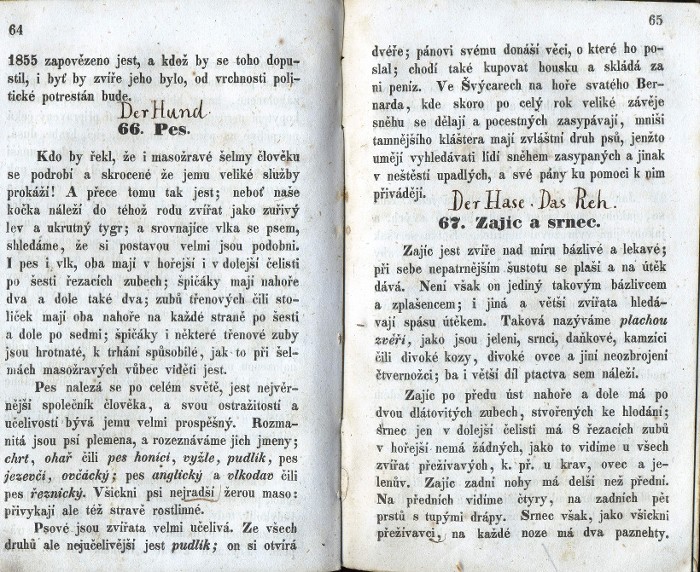 64
1855 zapovězeno jest, a kdož by se toho dopu-
stil, i byť by zvíře jeho bylo, od vrchnosti poli-
tické potrestán bude.
Der Hund.
66. Pes.
Kdo by řekl, že i masožravé šelmy člověku
se podrobí a skrocené že jemu veliké služby
prokáží! A přece tomu tak jest; neboť naše
kočka náleží do téhož rodu zvířat jako zuřivý
lev a ukrutný tygr; a srovnajíce vlka se psem,
shledáme, že si postavou velmi jsou podobni.
I pes i vlk, oba mají v hořejší i v dolejší čelisti
po šesti řezacích zubech; špičáky mají nahoře
dva a dole také dva; zubů třenových čili sto-
liček mají oba nahoře na každé straně po šesti
a dole po sedmi; špičáky i některé třenové zuby
jsou hrotnaté, k trhání spůsobilé, jak to při šel-
mách masožravých vůbec viděti jest.
Pes nalezá se po celém světě, jest nejvěr-
nější společník člověka, a svou ostražitostí a
učelivostí bývá jemu velmi prospěšný. Rozma-
nitá jsou psí plemena, a rozeznáváme jich jmeny;
chrt, ohař čili pes honicí, vyžle, pudlík, pes
jezevčí, ovčácký; pes anglický a vlkodav čili
pes řeznický. Všickni psi nejradší žerou maso:
přivykají ale též stravě rostlinné.
Psové jsou zvířata velmi učelivá. Ze všech
druhů ale nejučelivější jest pudlík; on si otvírá
65
dvéře; pánovi svému donáší věci, o které ho po-
slal; chodí také kupovat housku a skládá za
ni peníz. Ve Švýcarech na hoře svatého Ber-
narda, kde skoro po celý rok veliké závěje
sněhu se dělají a pocestných zasypávají, mniši
tamnějšího kláštera mají zvláštní druh psů, jenžto
umějí vyhledávati lidí sněhem zasypaných a jinak
v neštěstí upadlých, a své pány ku pomoci k nim
přivádějí.
Der Hase. Das Reh.
67. Zajíc a srnec.
Zajíc jest zvíře nad míru bázlivé a lekavé;
při sebe nepatrnějším šustotu se plaší a na útěk
dává. Není však on jediný takovým bázlivcem
a zplašencem; i jiná a větší zvířata hledá-
vají spásu útěkem. Taková nazýváme plachou
zvěří, jako jsou jeleni, srnci, daňkové, kamzíci
čili divoké kozy, divoké ovce a jiní neozbrojení
čtvernožci; ba i větší díl ptactva sem náleží.
Zajíc po předu úst nahoře a dole má po
dvou dlátovitých zubech, stvořených ke hlodání;
srnec jen v dolejší čelisti má 8 řezacích zubů
v hořejší nemá žádných, jako to vidíme u všech
zvířat přežívavých, k. př. u krav, ovec a je-
lenův. Zajíc zadní nohy má delší než přední.
Na předních vidíme čtyry, na zadních pět
prstů s tupými drápy. Srnec však, jako všickni
přežívavci, na každé noze má dva paznehty.